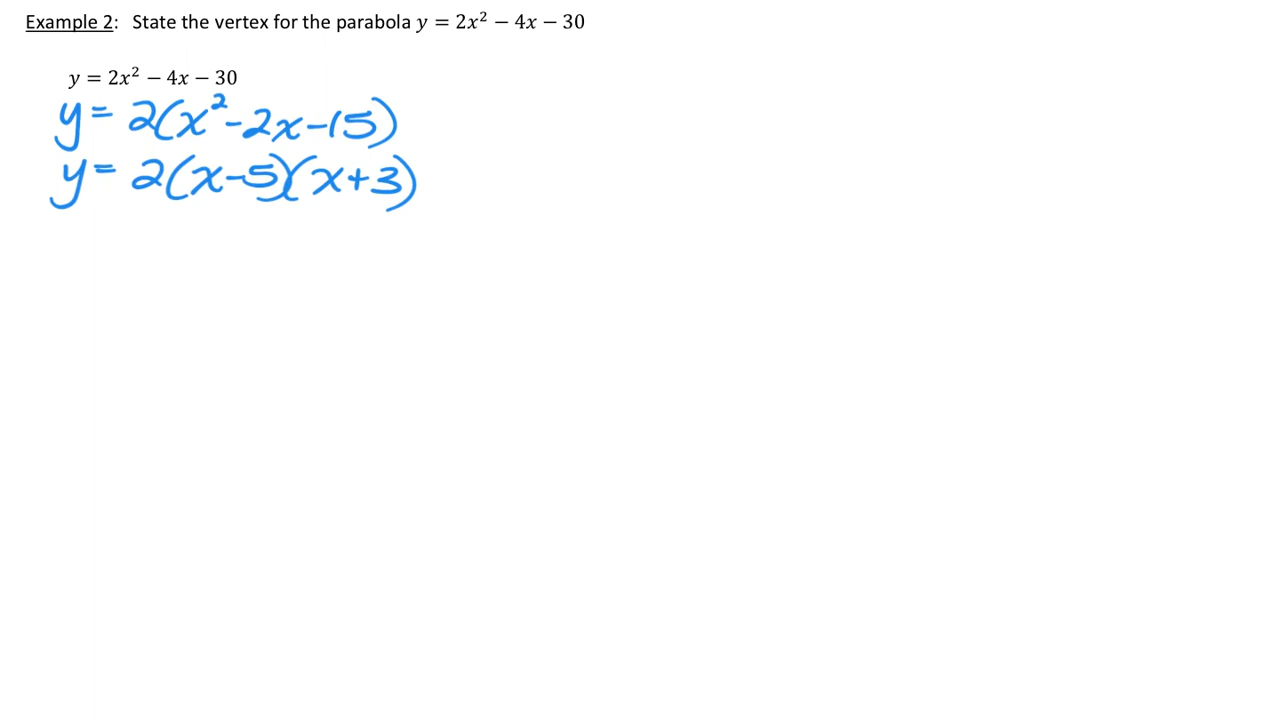 Example 2: State the vertex for the parabola 𝑦 = 2𝑥² − 4𝑥 − 30
𝑦 = 2𝑥² − 4𝑥 − 30
y = 2(x²-2x-15)
y = 2(x-5)(x+3)